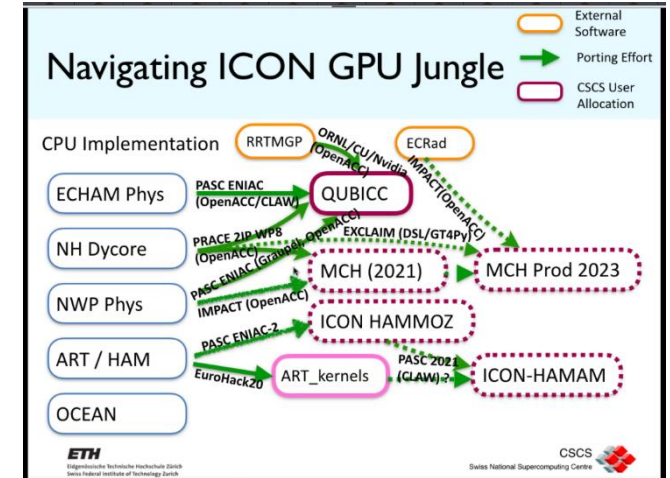 External
Software
Navigating ICON GPU Jungle
Porting Effort
CSCS User
Allocation
CPU Implementation
RRTMGP
ORNL/CU/Nvidia
(OpenACC)
ECRad
IMPACT(OpenACC)
ECHAM Phys
PASC ENIAC
(OpenACC/CLAW)
QUBICC
NH Dycore
PRACE 2IP WP8
(OpenACC)
EXCLAIM (DSL/GT4Py)
PASC ENIAC (Graupel, OpenACC)
MCH (2021)
MCH Prod 2023
NWP Phys
IMPACT (OpenACC)
ICON HAMMOZ
PASC ENIAC-2
ART / HAM
EuroHack20
ART_kernels
PASC 2021
(CLAW) ?
ICON-HAMAM
OCEAN
ETH
Eidgenössische Technische Hochschule Zürich
Swiss Federal Institute of Technology Zurich
CSCS
Swiss National Supercomputing Centre